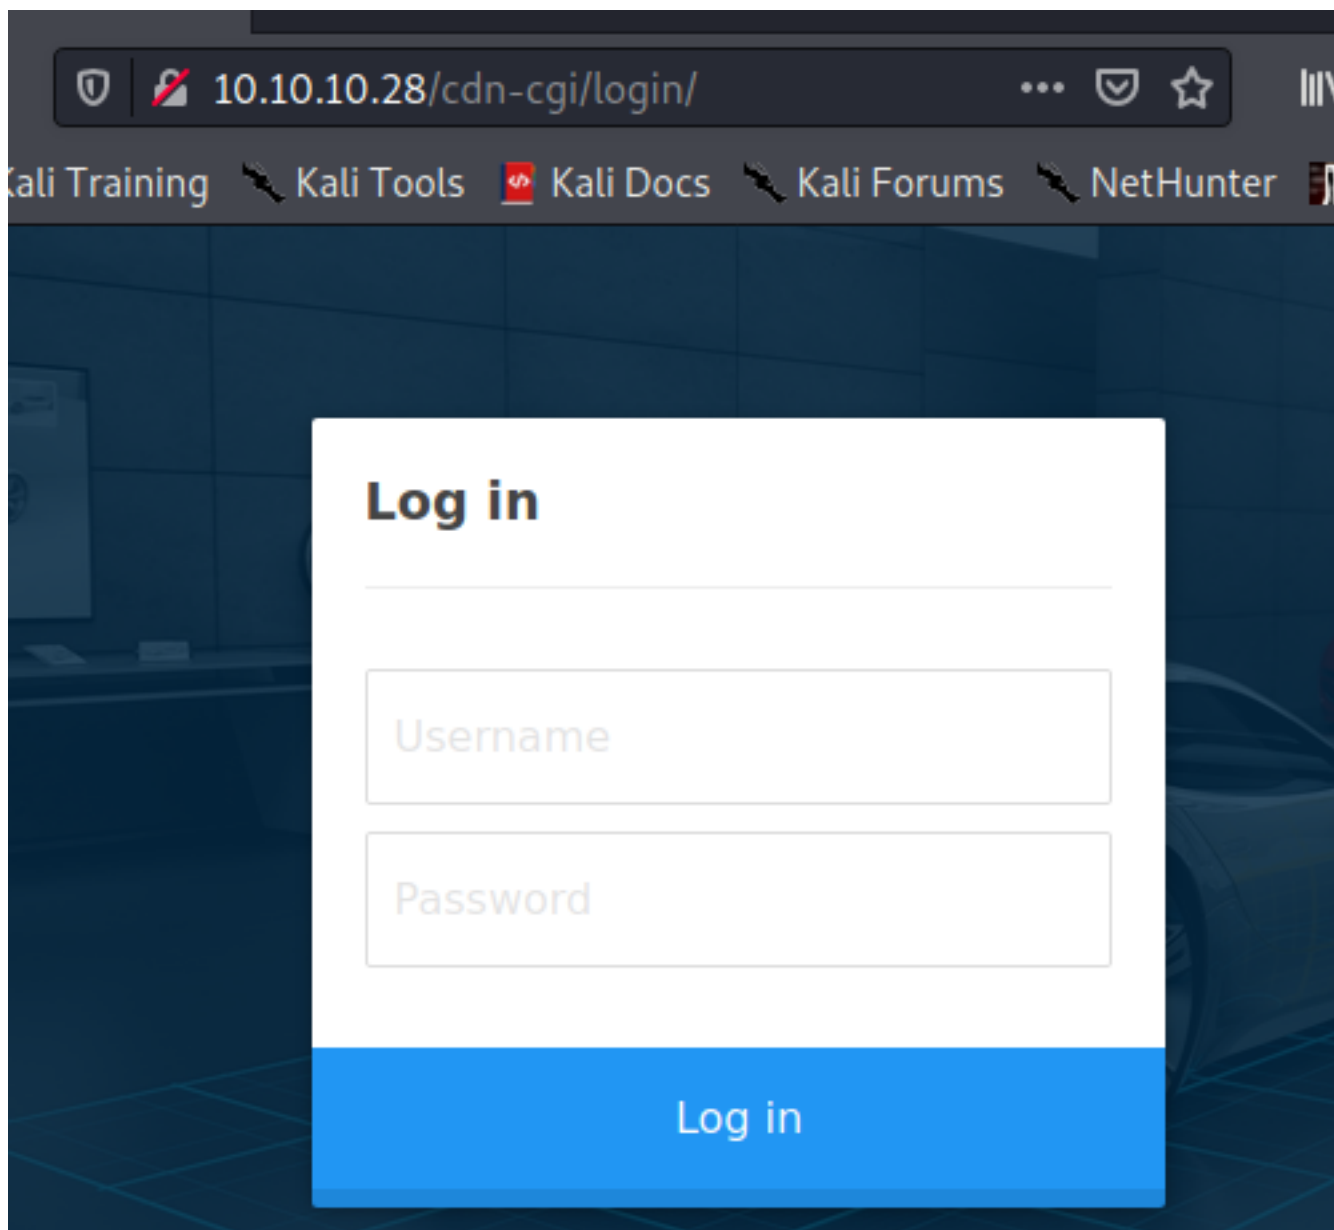 10.10.10.28/cdn-cgi/login/
Kali Training Kali Tools Kali Docs Kali Forums NetHunter
Log in
Username
Password
Log in